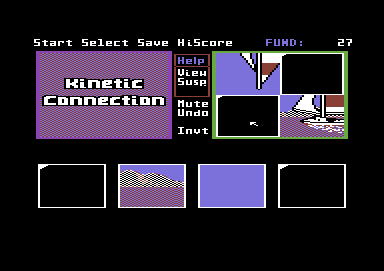 Start Select Save HiScore FUND: 27
Kinetic
Connection
Help
View
Susp
Mute
Undo
Invt